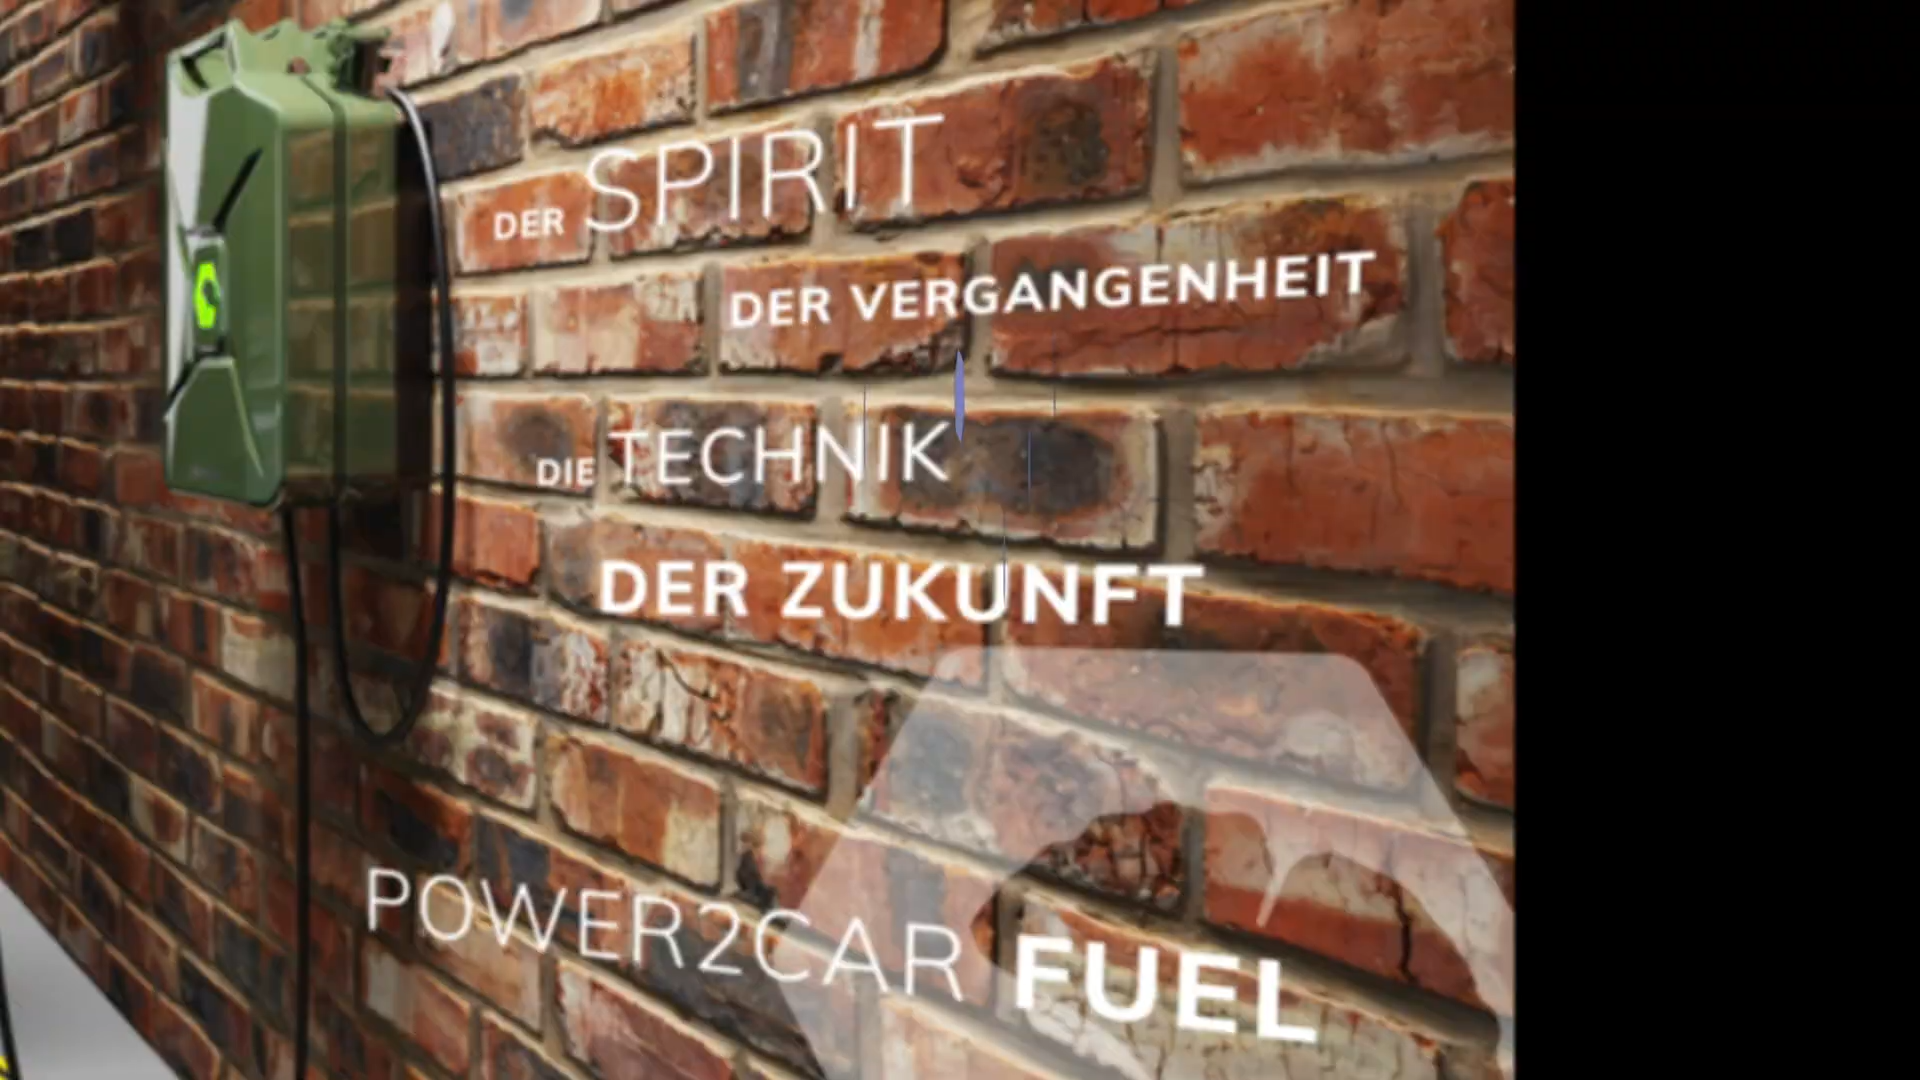 DER SPIRIT
DER VERGANGENHEIT
DIE TECHNIK
DER ZUKUNFT
POWER2CAR FUEL